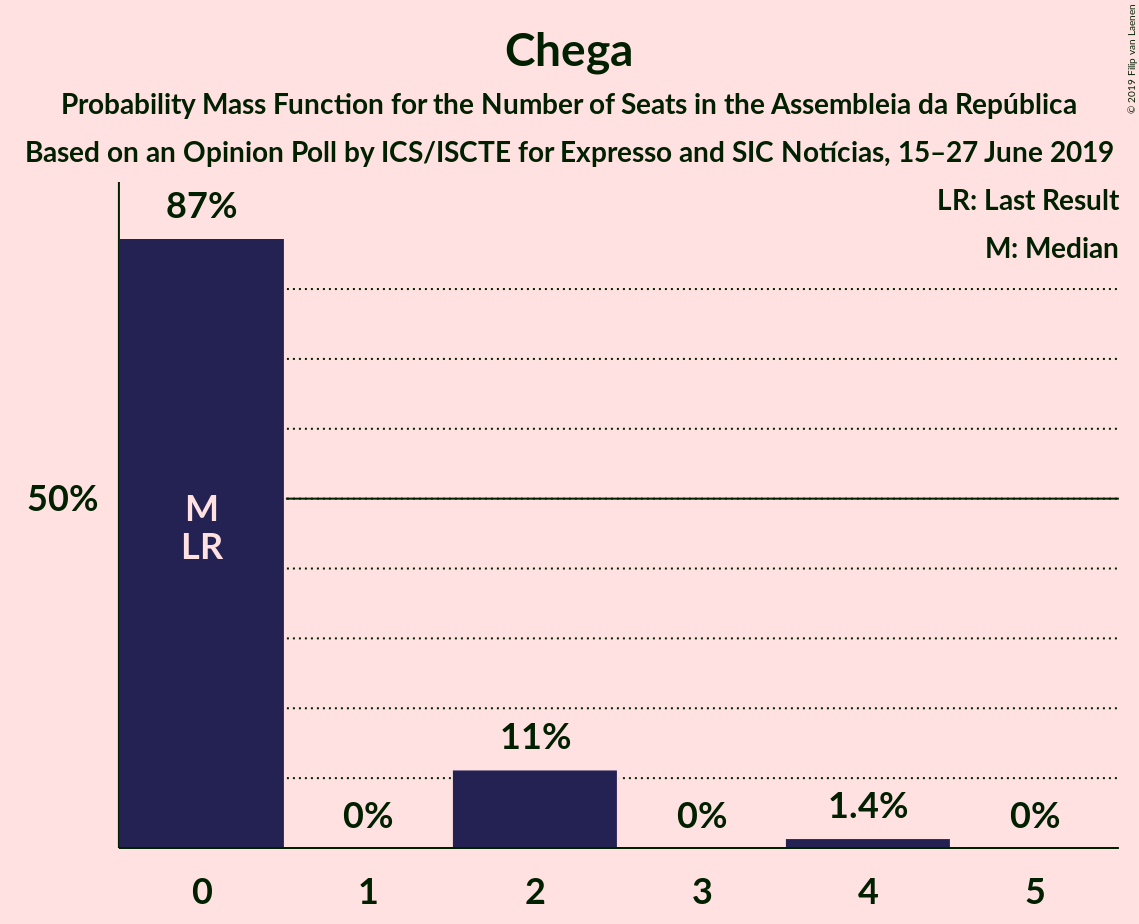 Chega
Probability Mass Function for the Number of Seats in the Assembleia da República
Based on an Opinion Poll by ICS/ISCTE for Expresso and SIC Notícias, 15–27 June 2019
© 2019 Filip van Laenen
LR: Last Result
M: Median
87%
50%
M
LR
11%
0%
0%
1.4%
0%
0 1 2 3 4 5